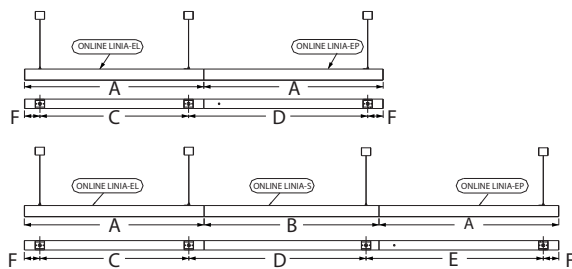 ONLINE LINIA-EL ONLINE LINIA-EP
A A
F C D F
ONLINE LINIA-EL ONLINE LINIA-S ONLINE LINIA-EP
A B A
F C D E F